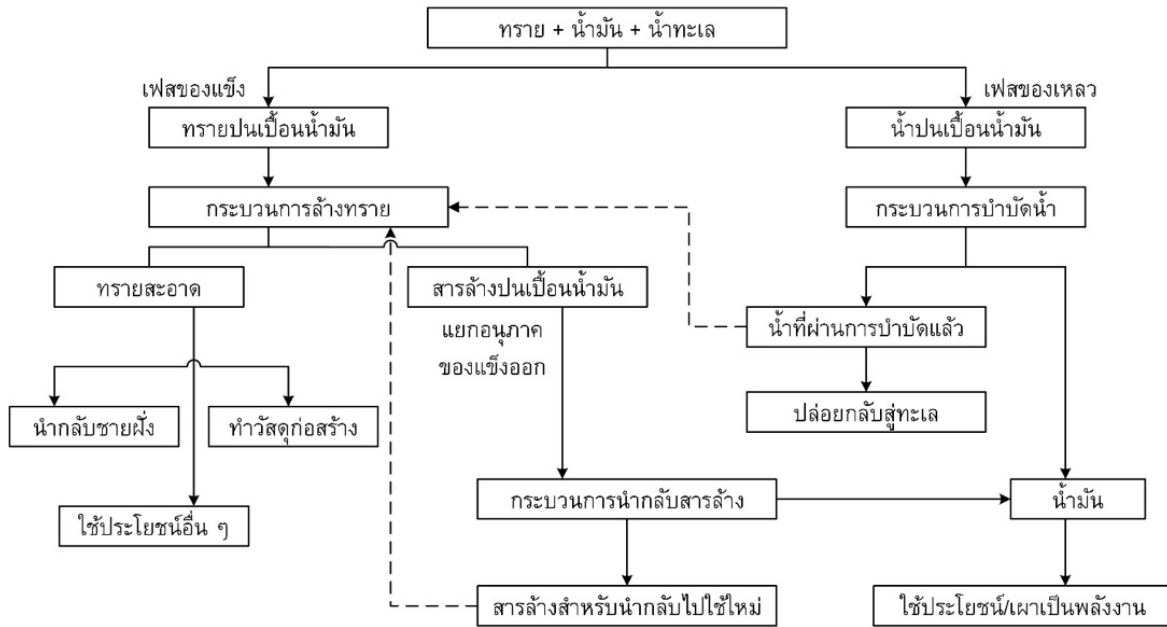 ทราย + น้ำมัน + น้ำทะเล
เฟสของแข็ง
เฟสของเหลว
ทรายปนเปื้อนน้ำมัน
น้ำปนเปื้อนน้ำมัน
กระบวนการล้างทราย
กระบวนการบำบัดน้ำ
ทรายสะอาด
สารล้างปนเปื้อนน้ำมัน
แยกอนุภาค
ของแข็งออก
น้ำที่ผ่านการบำบัดแล้ว
นำกลับชายฝั่ง
ทำวัสดุก่อสร้าง
ปล่อยกลับสู่ทะเล
กระบวนการนำกลับสารล้าง
น้ำมัน
ใช้ประโยชน์อื่น ๆ
สารล้างสำหรับนำกลับไปใช้ใหม่
ใช้ประโยชน์/เผาเป็นพลังงาน